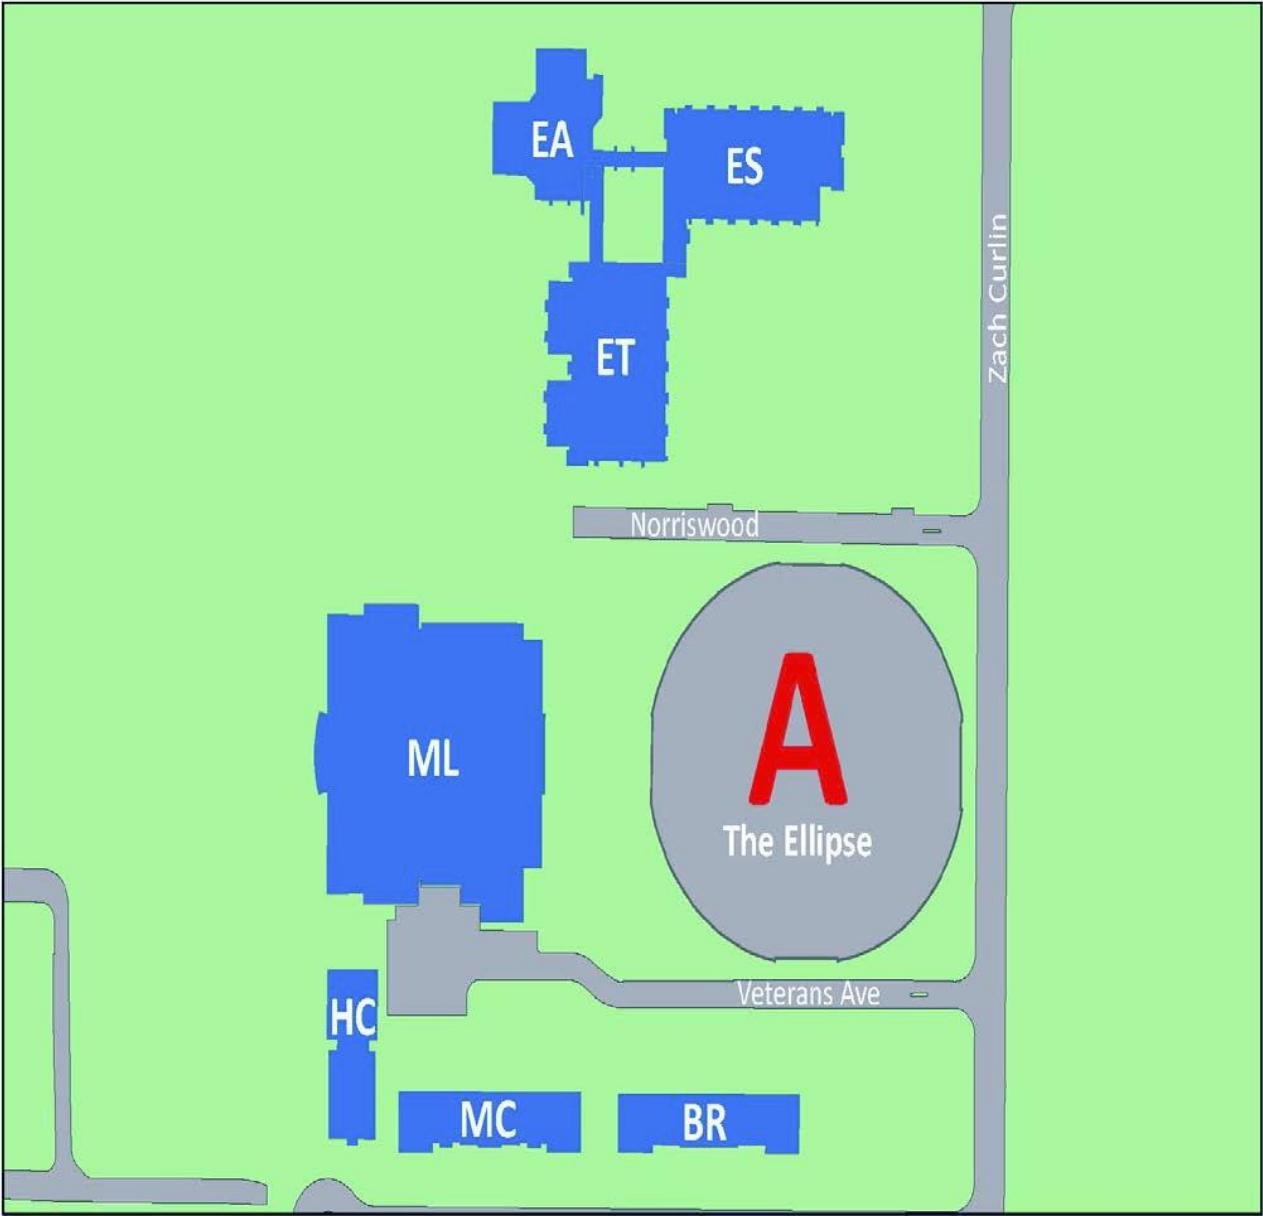 EA
ES
Zach Curlin
ET
Norriswood
A
ML
The Ellipse
Veterans Ave
HC
MC
BR